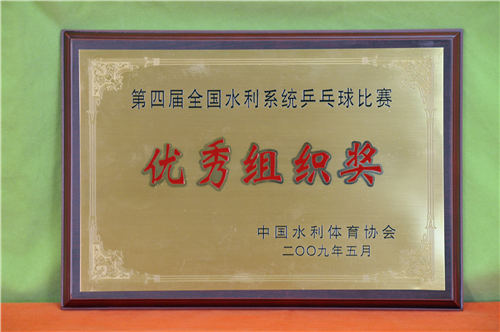 第四届全国水利系统乒乓球比赛
优秀组织奖
中国水利体育协会
二〇〇九年五月